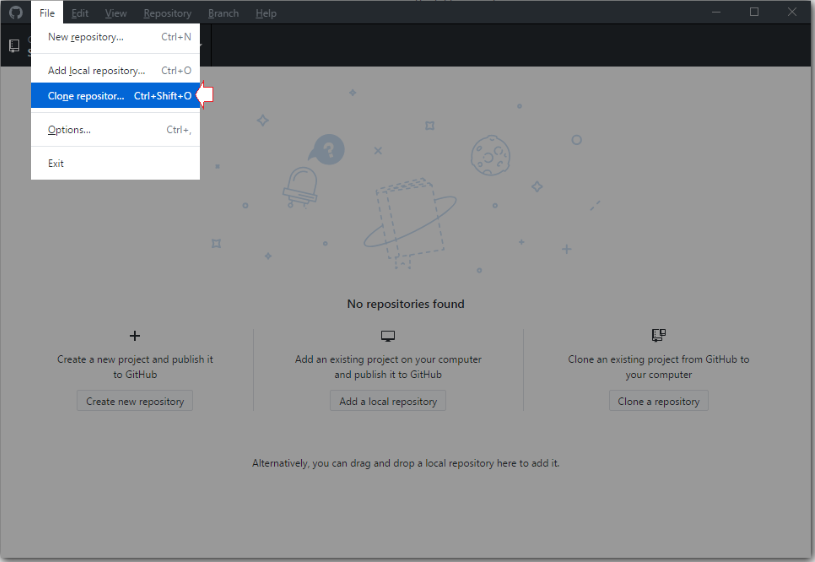 File Edit View Repository Branch Help
New repository... Ctrl+N
Add local repository... Ctrl+O
Clone repositor... Ctrl+Shift+O
Options... Ctrl+,
Exit
?
No repositories found
Create a new project and publish it
to GitHub
Create new repository
Add an existing project on your computer
and publish it to GitHub
Add a local repository
Clone an existing project from GitHub to
your computer
Clone a repository
Alternatively, you can drag and drop a local repository here to add it.